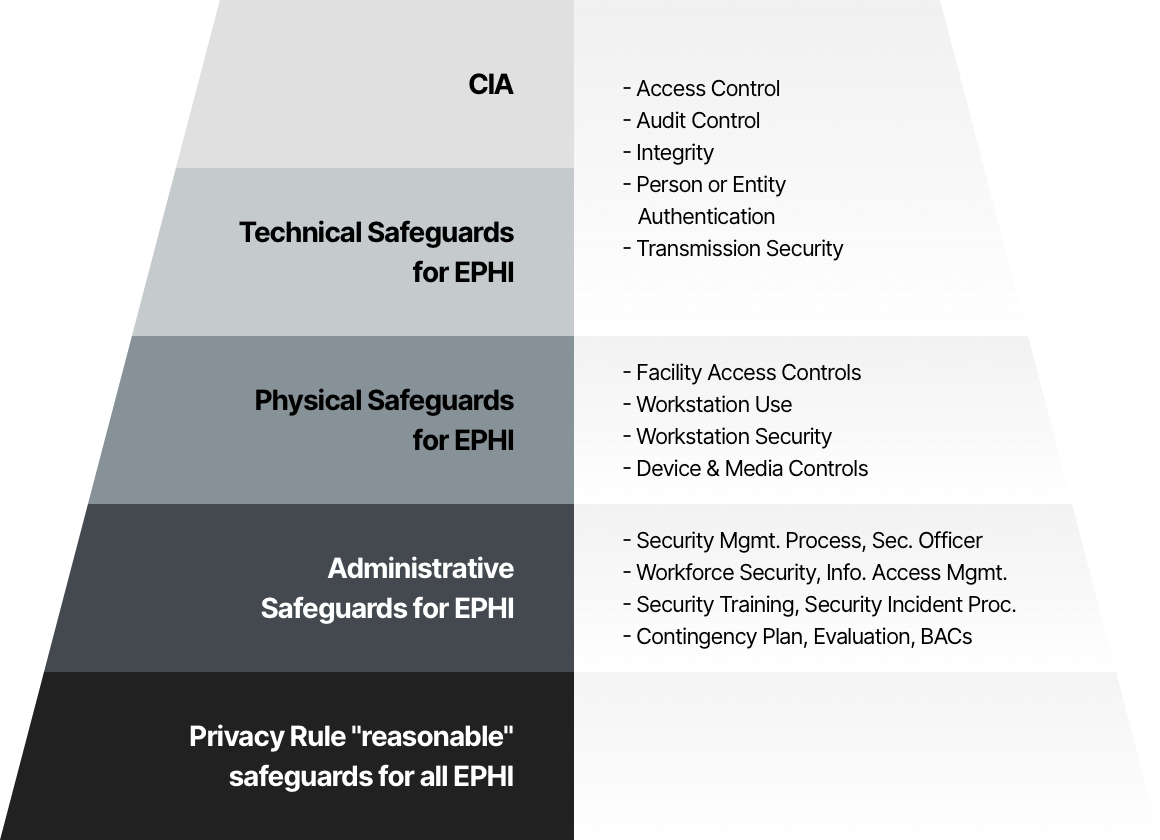 CIA
- Access Control
- Audit Control
- Integrity
- Person or Entity
Authentication
- Transmission Security
Technical Safeguards
for EPHI
Physical Safeguards
for EPHI
- Facility Access Controls
- Workstation Use
- Workstation Security
- Device & Media Controls
Administrative
Safeguards for EPHI
- Security Mgmt. Process, Sec. Officer
- Workforce Security, Info. Access Mgmt.
- Security Training, Security Incident Proc.
- Contingency Plan, Evaluation, BACs
Privacy Rule "reasonable"
safeguards for all EPHI